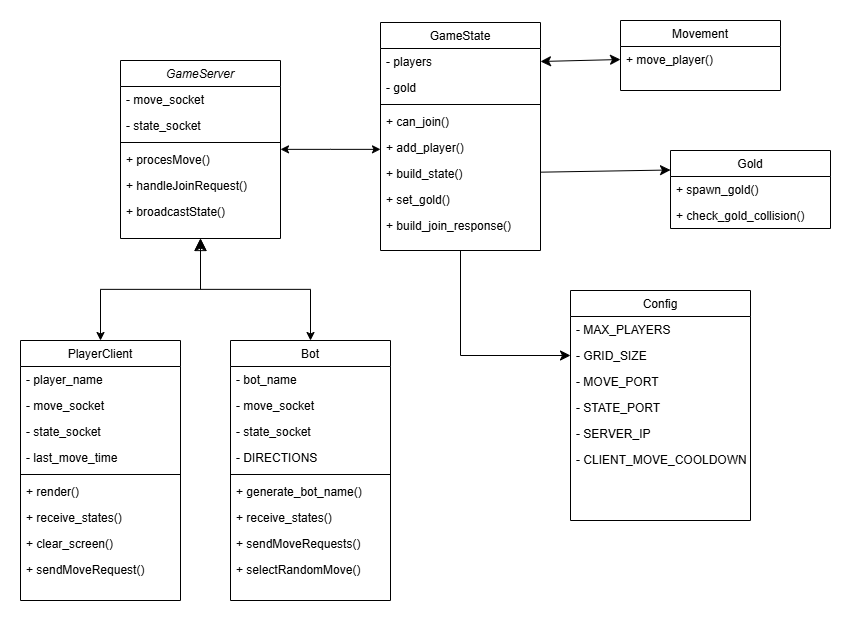 GameServer
- move_socket
- state_socket
+ procesMove()
+ handleJoinRequest()
+ broadcastState()
GameState
- players
- gold
+ can_join()
+ add_player()
+ build_state()
+ set_gold()
+ build_join_response()
Movement
+ move_player()
Gold
+ spawn_gold()
+ check_gold_collision()
PlayerClient
- player_name
- move_socket
- state_socket
- last_move_time
+ render()
+ receive_states()
+ clear_screen()
+ sendMoveRequest()
Bot
- bot_name
- move_socket
- state_socket
- DIRECTIONS
+ generate_bot_name()
+ receive_states()
+ sendMoveRequests()
+ selectRandomMove()
Config
- MAX_PLAYERS
- GRID_SIZE
- MOVE_PORT
- STATE_PORT
- SERVER_IP
- CLIENT_MOVE_COOLDOWN